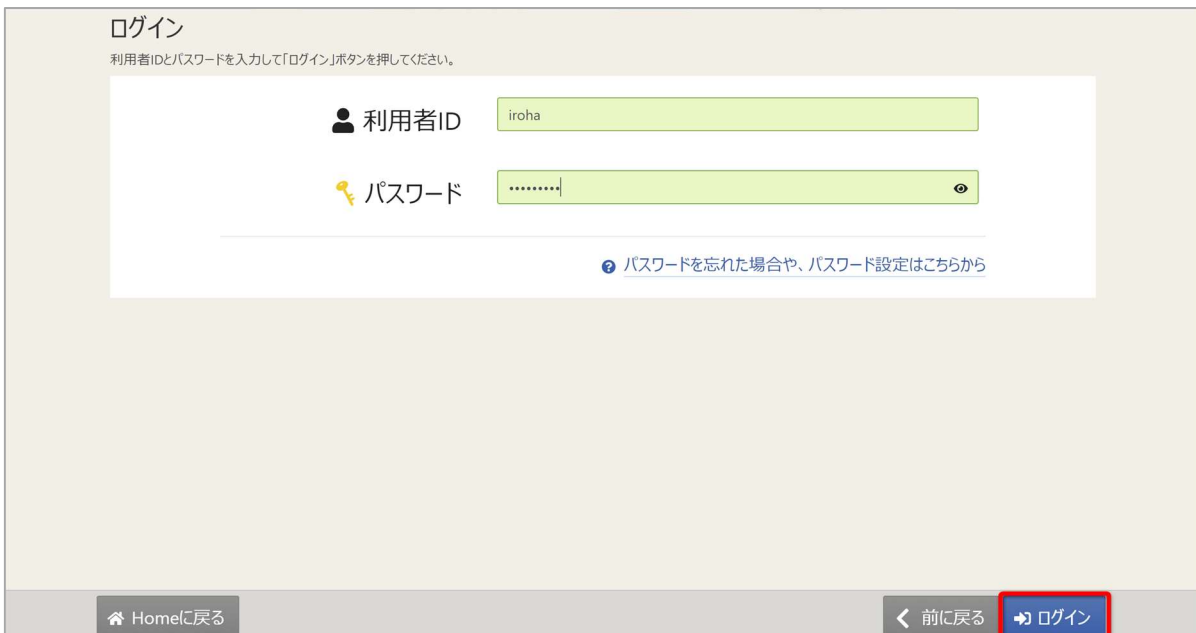 ログイン
利用者IDとパスワードを入力して「ログイン」ボタンを押してください。
利用者ID
iroha
パスワード
•••••••••
パスワードを忘れた場合や、パスワード設定はこちらから
Homeに戻る
前に戻る
ログイン